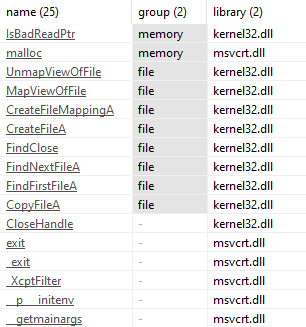 name (25) group (2) library (2)
IsBadReadPtr memory kernel32.dll
malloc memory msvcrt.dll
UnmapViewOfFile file kernel32.dll
MapViewOfFile file kernel32.dll
CreateFileMappingA file kernel32.dll
CreateFileA file kernel32.dll
FindClose file kernel32.dll
FindNextFileA file kernel32.dll
FindFirstFileA file kernel32.dll
CopyFileA file kernel32.dll
CloseHandle - kernel32.dll
exit - msvcrt.dll
_exit - msvcrt.dll
_XcptFilter - msvcrt.dll
__p___initenv - msvcrt.dll
__getmainargs - msvcrt.dll